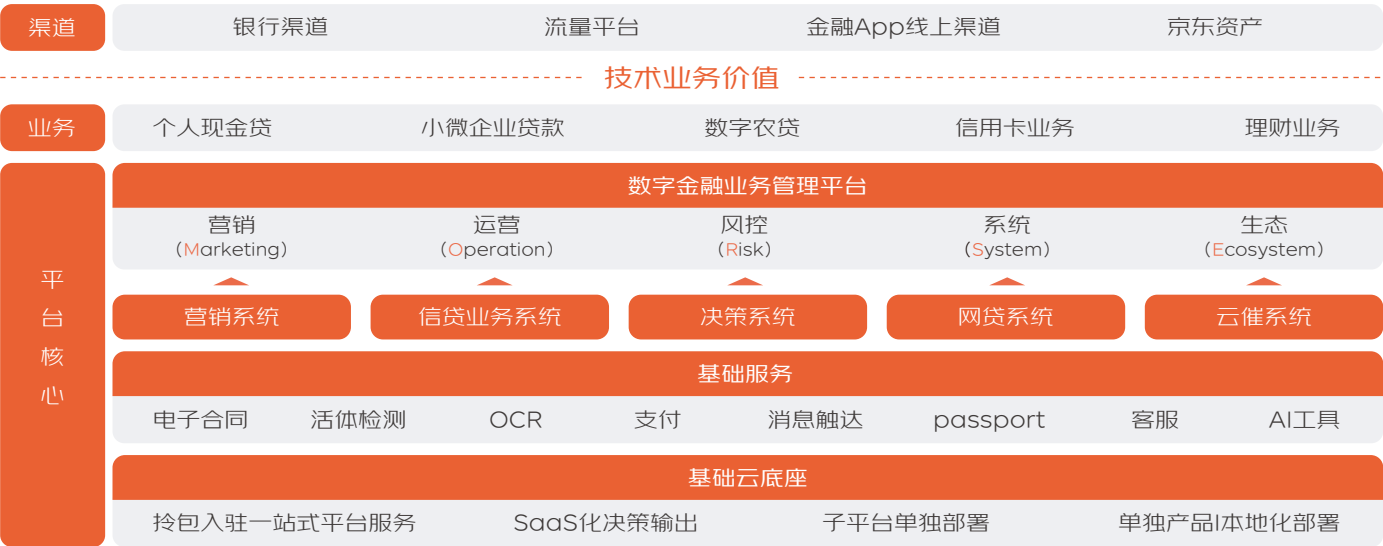 渠道 银行渠道 流量平台 金融App线上渠道 京东资产
技术业务价值
业务 个人现金贷 小微企业贷款 数字农贷 信用卡业务 理财业务
平台核心
数字金融业务管理平台
营销 运营 风控 系统 生态
(Marketing) (Operation) (Risk) (System) (Ecosystem)
营销系统 信贷业务系统 决策系统 网贷系统 云催系统
基础服务
电子合同 活体检测 OCR 支付 消息触达 passport 客服 AI工具
基础云底座
拎包入驻一站式平台服务 SaaS化决策输出 子平台单独部署 单独产品|本地化部署